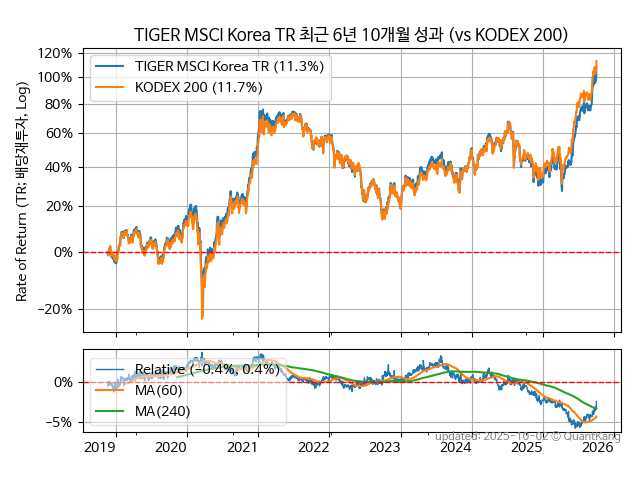 TIGER MSCI Korea TR 최근 6년 10개월 성과 (vs KODEX 200)
Rate of Return (TR: 배당재투자, Log)
120%
100%
80%
60%
40%
20%
0%
−20%
TIGER MSCI Korea TR (11.3%)
KODEX 200 (11.7%)
0%
−5%
Relative (−0.4%, 0.4%)
MA(60)
MA(240)
updated: 2025-10-02 © QuantKang
2019 2020 2021 2022 2023 2024 2025 2026